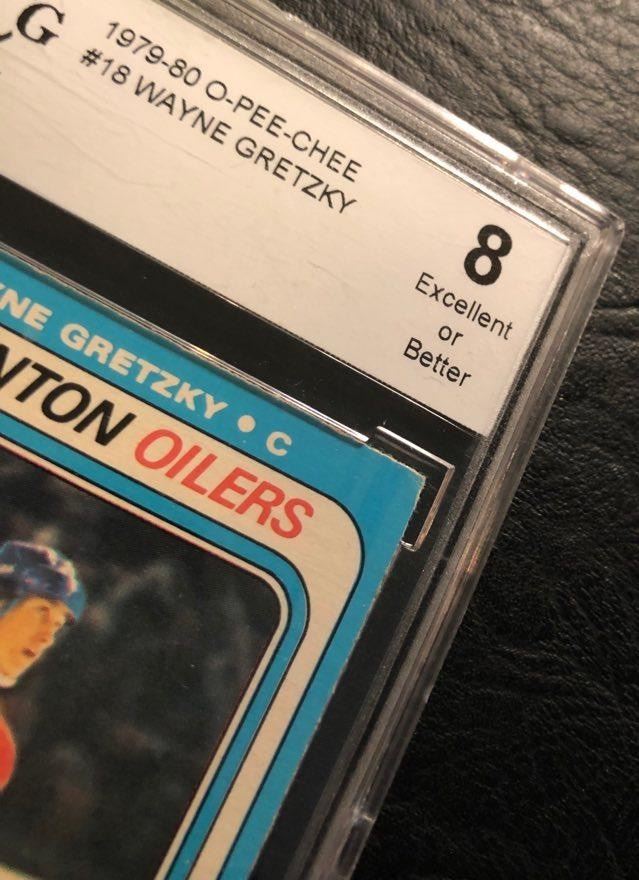 G
1979-80 O-PEE-CHEE
#18 WAYNE GRETZKY
8
Excellent
or
Better
NE GRETZKY • C
NTON OILERS